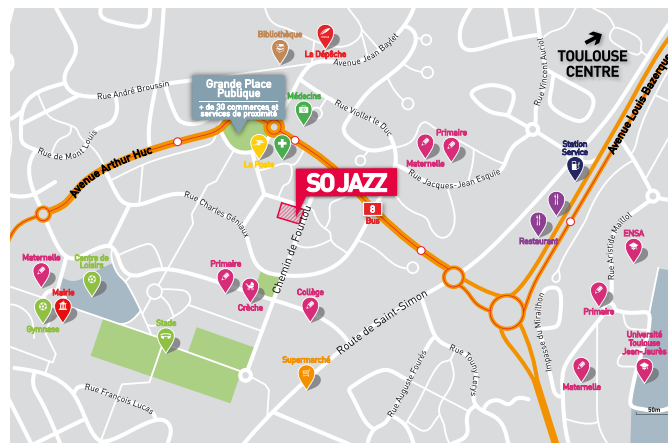 Bibliothèque
La Dépêche
Avenue Jean Baylet
TOULOUSE
CENTRE
Rue Vincent Auriol
Avenue Louis Bazerque
Rue André Broussin
Grande Place
Publique
+ de 30 commerces et
services de proximité
Médecins
Rue Viollet le Duc
Primaire
Maternelle
Station
Service
Rue de Mont Louis
Avenue Arthur Huc
La Poste
Rue Jacques-Jean Esquie
SO JAZZ
Rue Charles Géniaux
8
Bus
Chemin de Fourtou
Restaurant
Rue Aristide Maillol
ENSA
Maternelle
Centre de
Loisirs
Primaire
Crèche
Collège
Mairie
Gymnase
Primaire
Route de Saint-Simon
Impasse du Mirailhon
Stade
Supermarché
Rue Auguste Fourès
Rue Touny Lerys
Université
Toulouse
Jean-Jaurès
Maternelle
Rue François Lucas
50m